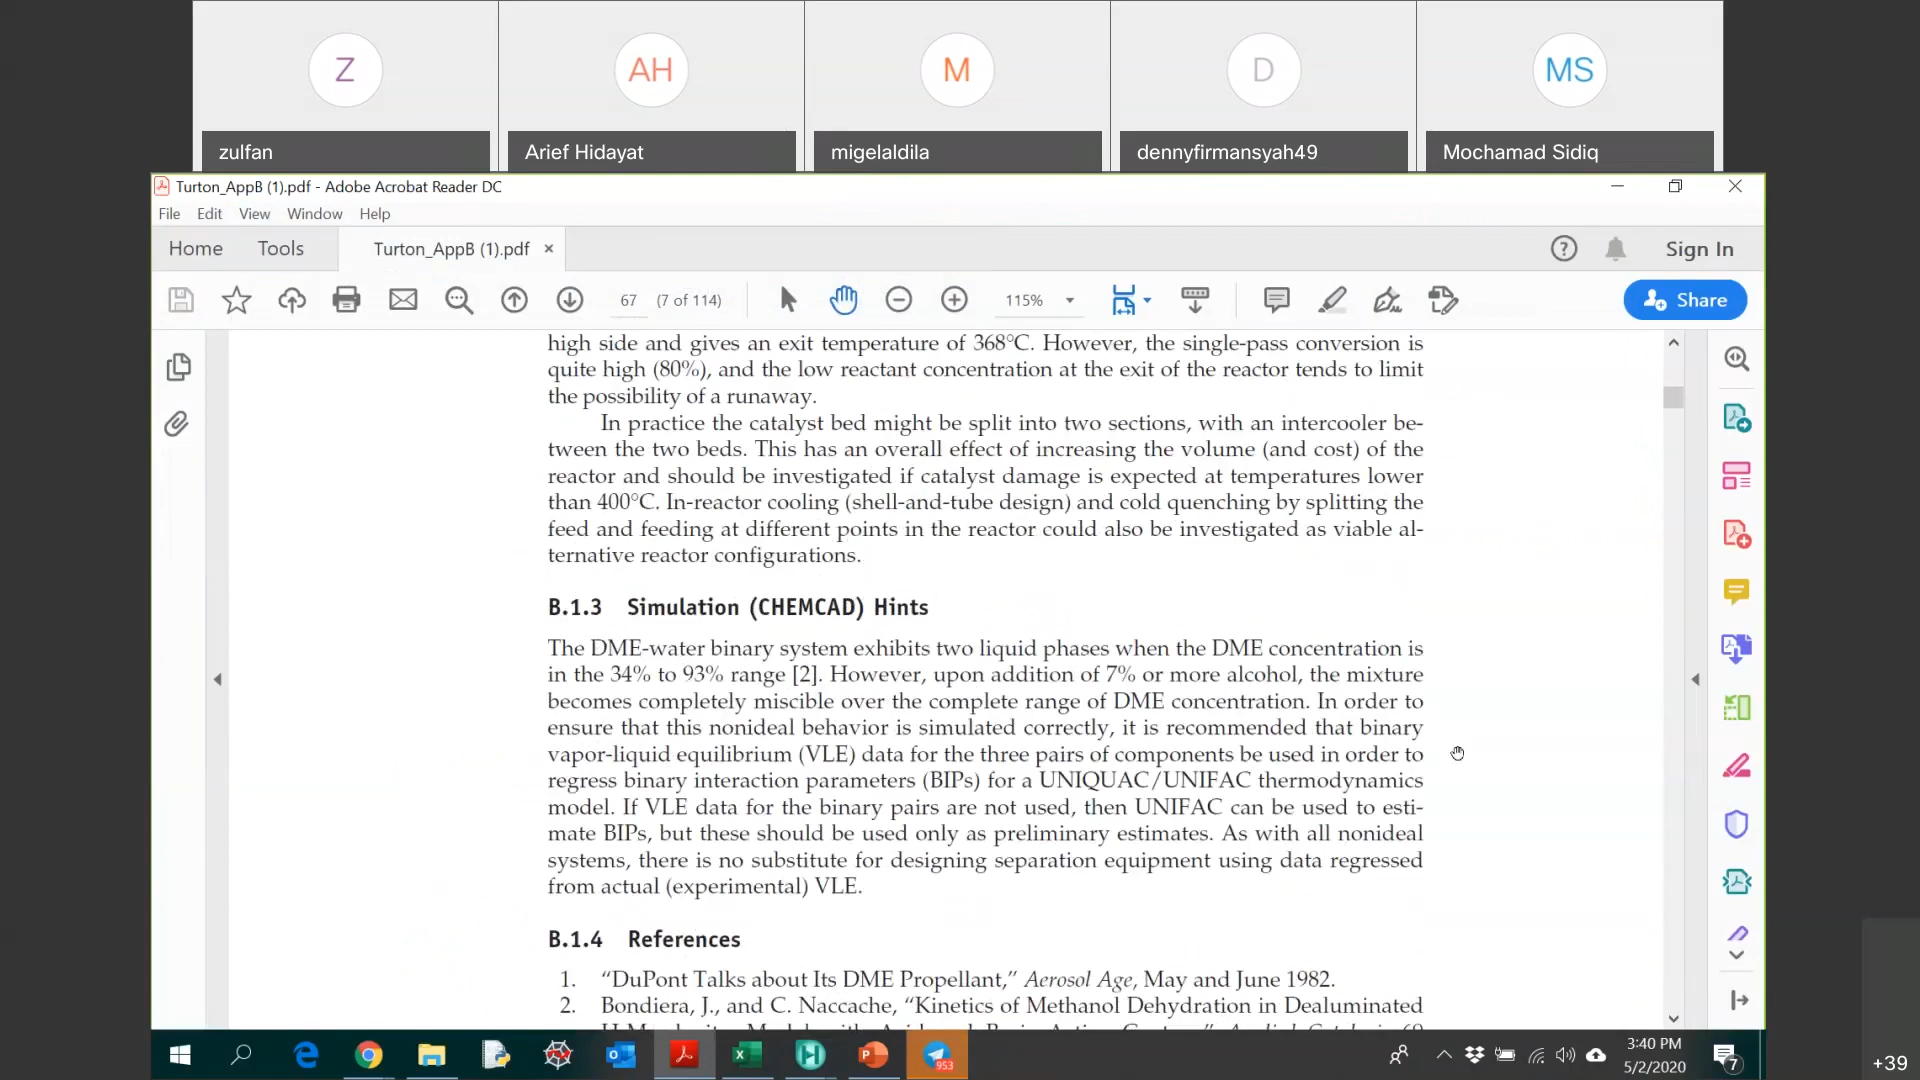 Z
AH
M
D
MS
zulfan
Arief Hidayat
migelaldila
dennyfirmansyah49
Mochamad Sidiq
Turton_AppB (1).pdf - Adobe Acrobat Reader DC
File Edit View Window Help
Home Tools Turton_AppB (1).pdf × Sign In
67 (7 of 114) 115% Share
high side and gives an exit temperature of 368°C. However, the single-pass conversion is
quite high (80%), and the low reactant concentration at the exit of the reactor tends to limit
the possibility of a runaway.
In practice the catalyst bed might be split into two sections, with an intercooler be-
tween the two beds. This has an overall effect of increasing the volume (and cost) of the
reactor and should be investigated if catalyst damage is expected at temperatures lower
than 400°C. In-reactor cooling (shell-and-tube design) and cold quenching by splitting the
feed and feeding at different points in the reactor could also be investigated as viable al-
ternative reactor configurations.
B.1.3 Simulation (CHEMCAD) Hints
The DME-water binary system exhibits two liquid phases when the DME concentration is
in the 34% to 93% range [2]. However, upon addition of 7% or more alcohol, the mixture
becomes completely miscible over the complete range of DME concentration. In order to
ensure that this nonideal behavior is simulated correctly, it is recommended that binary
vapor-liquid equilibrium (VLE) data for the three pairs of components be used in order to
regress binary interaction parameters (BIPs) for a UNIQUAC/UNIFAC thermodynamics
model. If VLE data for the binary pairs are not used, then UNIFAC can be used to esti-
mate BIPs, but these should be used only as preliminary estimates. As with all nonideal
systems, there is no substitute for designing separation equipment using data regressed
from actual (experimental) VLE.
B.1.4 References
1. “DuPont Talks about Its DME Propellant,” Aerosol Age, May and June 1982.
2. Bondiera, J., and C. Naccache, “Kinetics of Methanol Dehydration in Dealuminated
953
3:40 PM
5/2/2020
7
+39